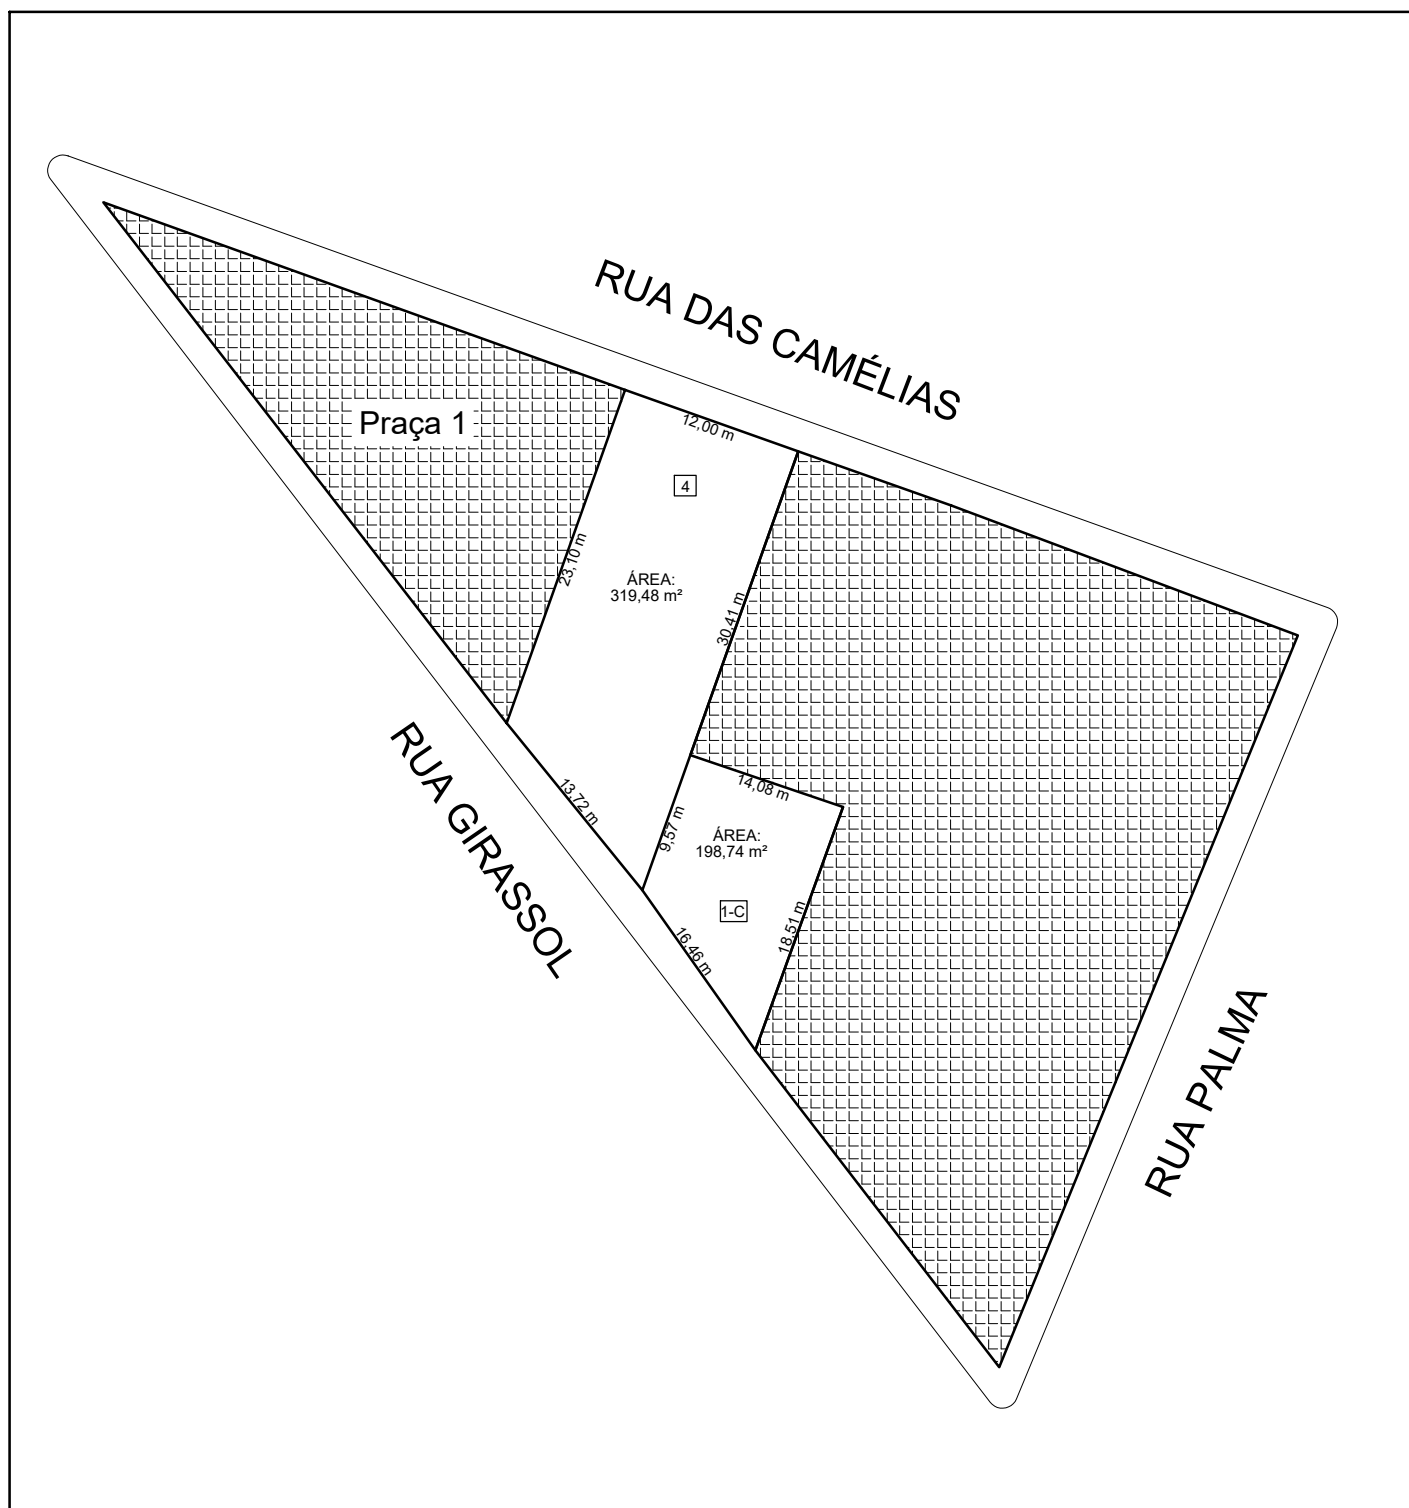 RUA DAS CAMÉLIAS
Praça 1
12,00 m
4
23,10 m
ÁREA:
319,48 m²
30,41 m
RUA GIRASSOL
13,72 m
14,08 m
9,57 m
ÁREA:
198,74 m²
1-C
16,46 m
18,51 m
RUA PALMA